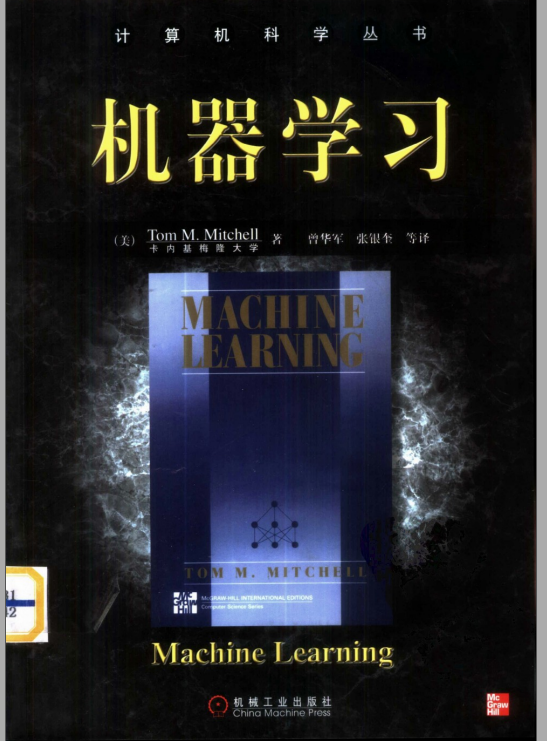 计算机科学丛书
机器学习
(美) Tom M. Mitchell 著 曾华军 张银奎 等译
卡内基梅隆大学
MACHINE
LEARNING
TOM M. MITCHELL
McGRAW-HILL INTERNATIONAL EDITIONS
Computer Science Series
Machine Learning
机械工业出版社
China Machine Press
Mc
Graw
Hill